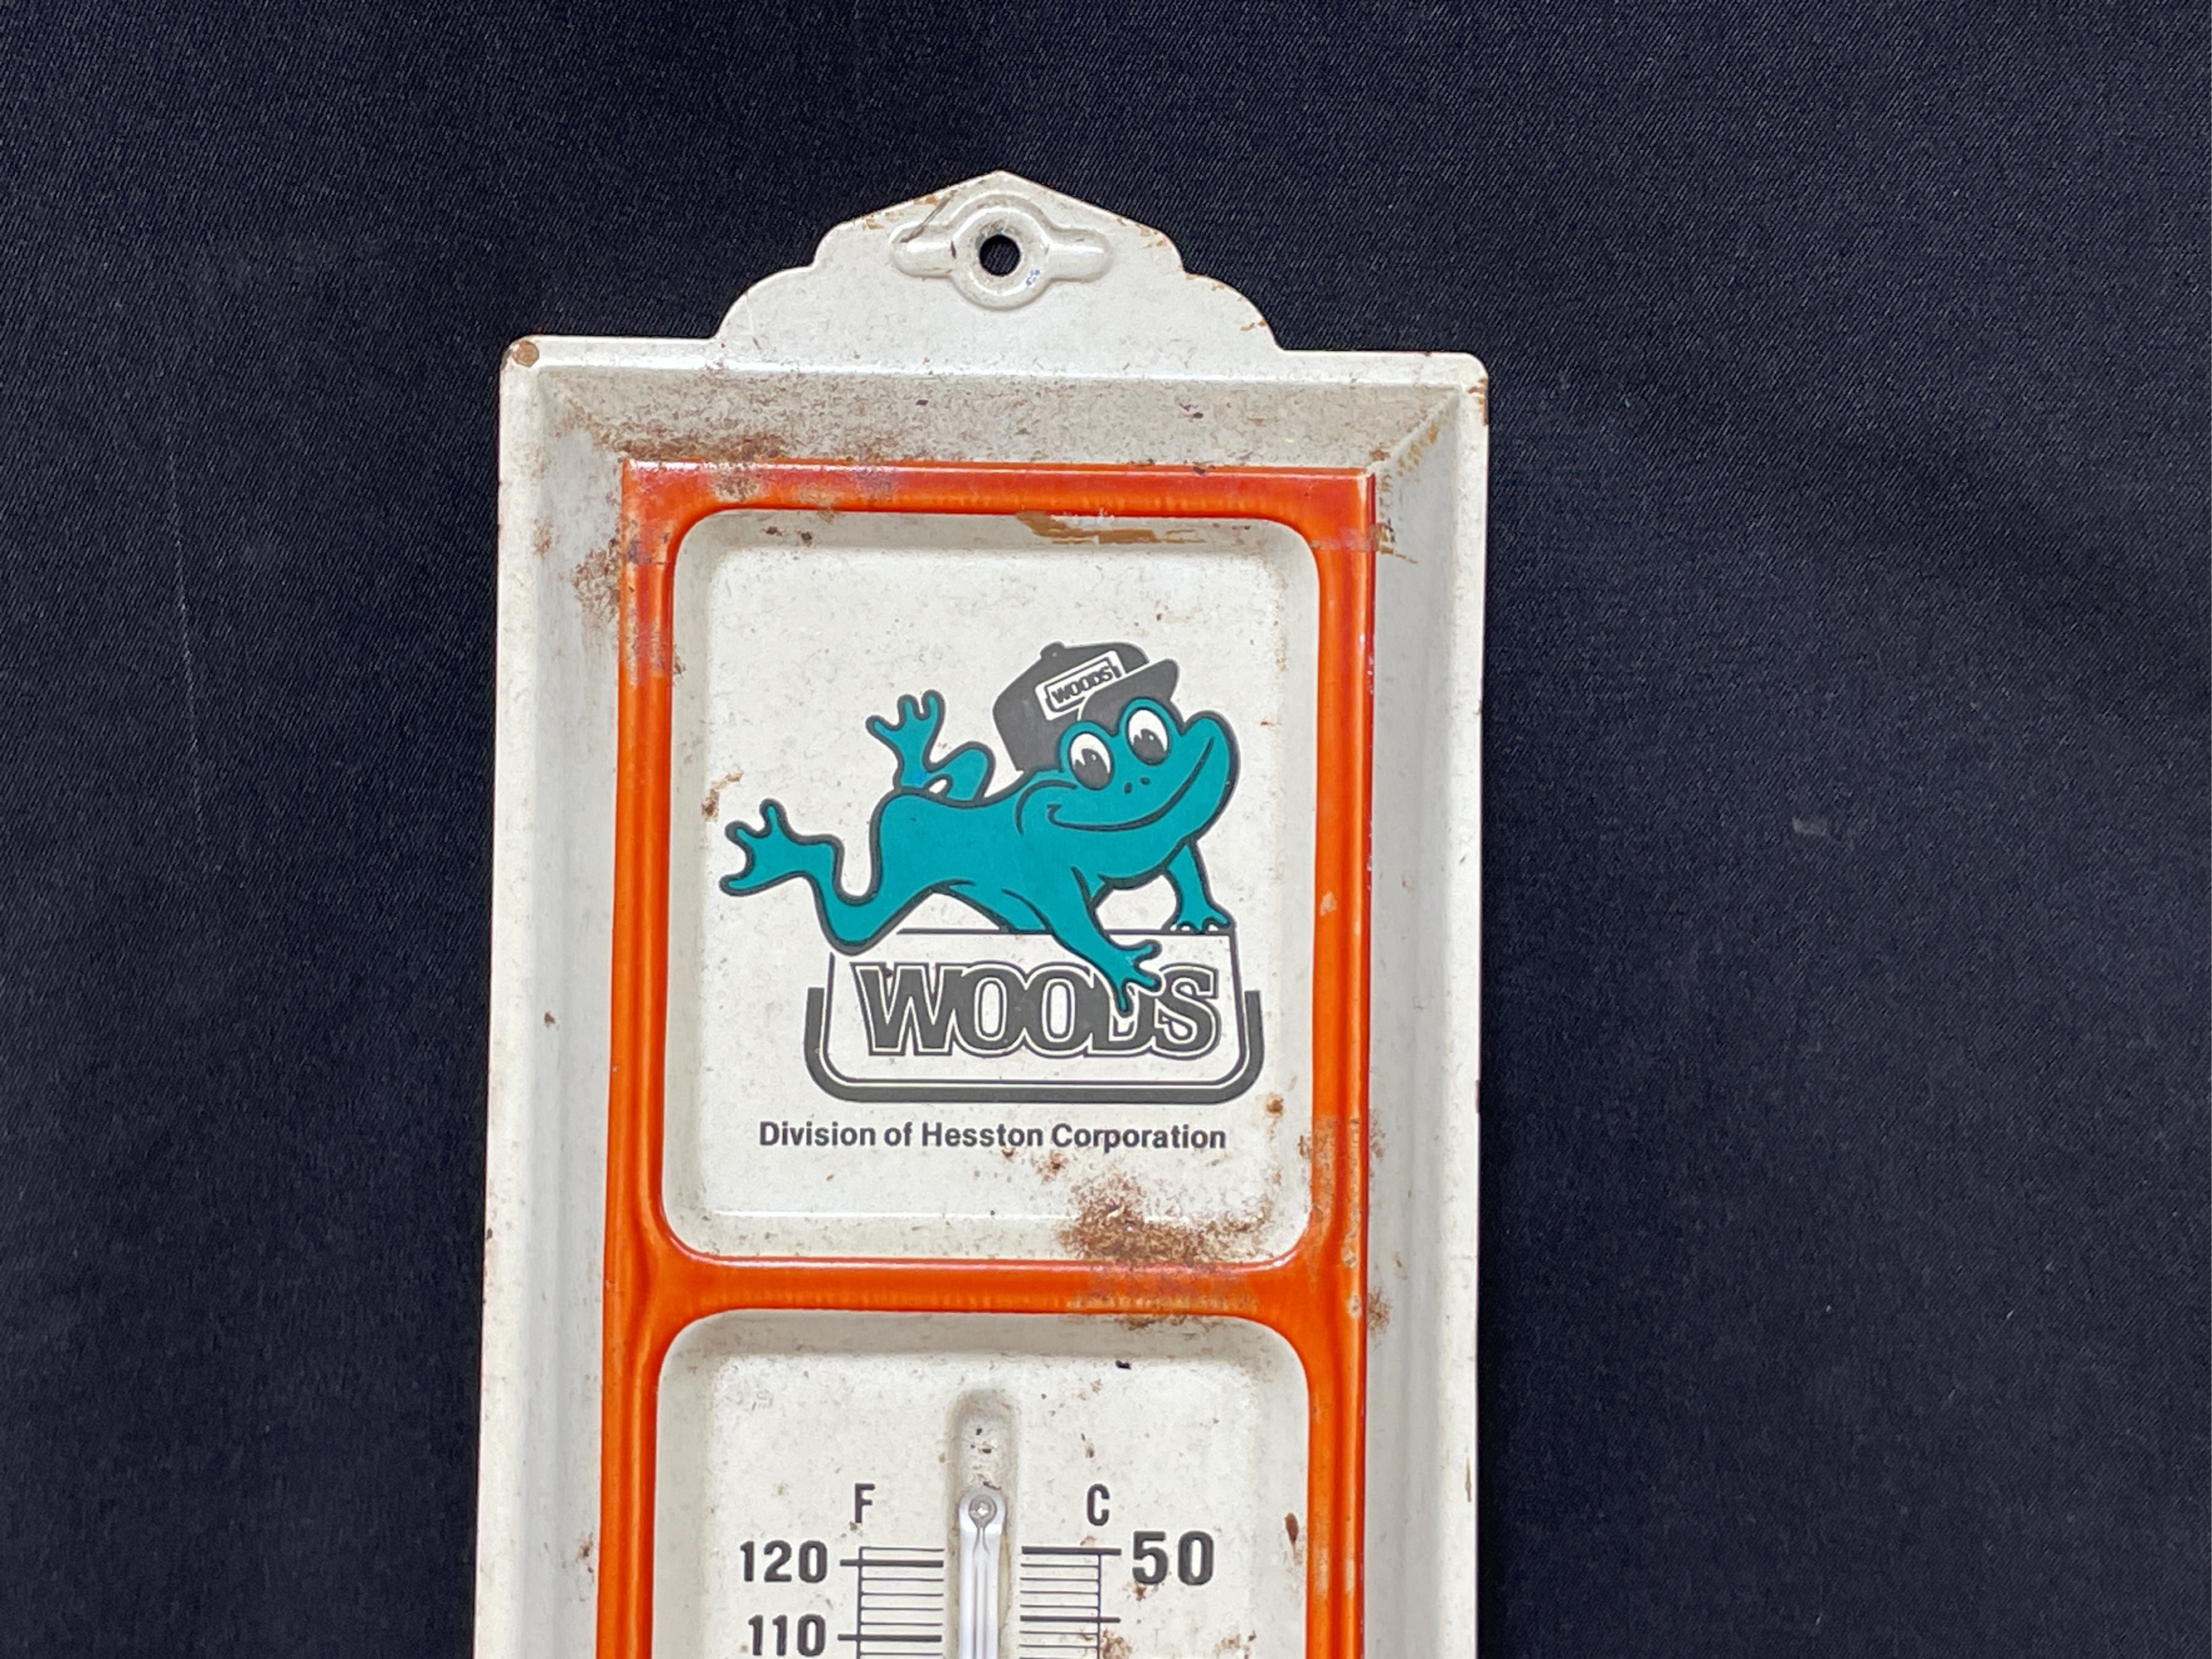 WOODS
WOODS
Division of Hesston Corporation
F C
120 50
110